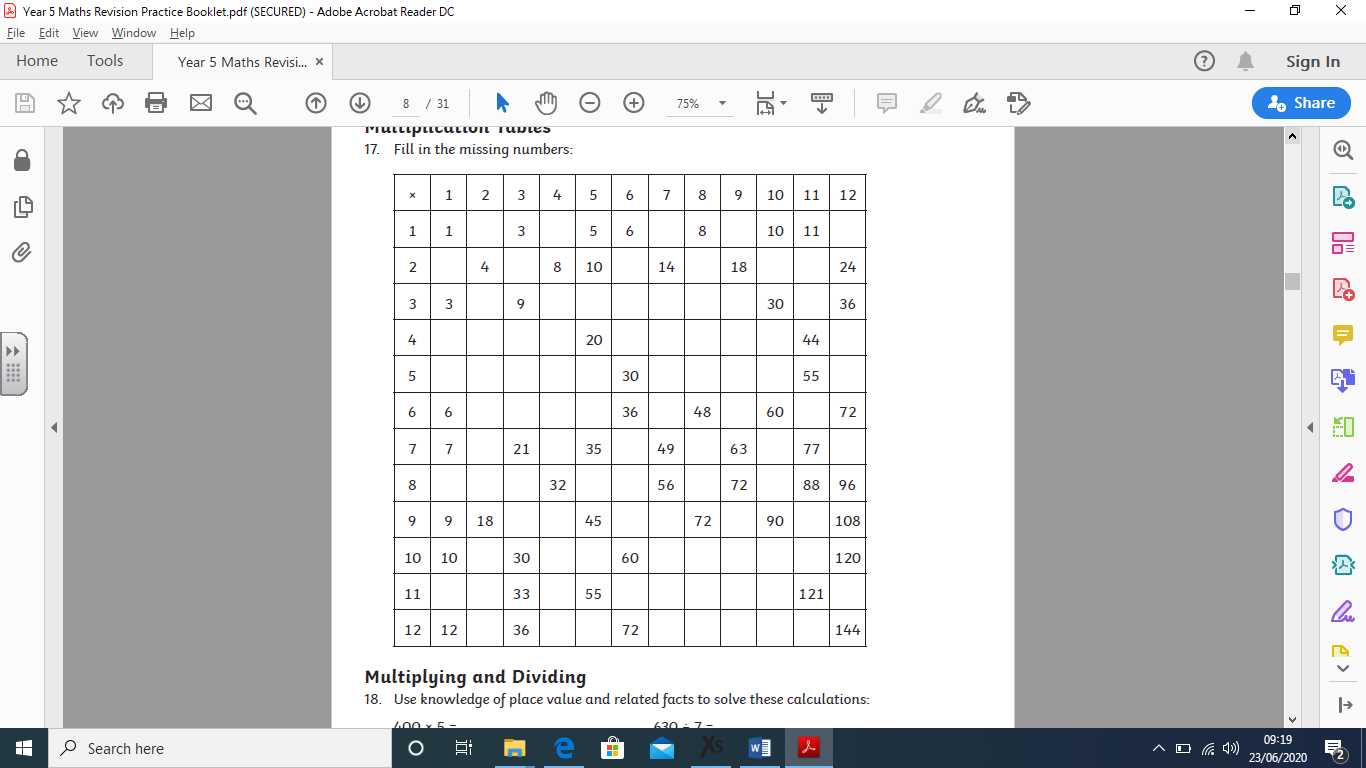 Year 5 Maths Revision Practice Booklet.pdf (SECURED) - Adobe Acrobat Reader DC
File Edit View Window Help
Home Tools Year 5 Maths Revisi... × Sign In
8 / 31 75% Share
Multiplication Tables
17. Fill in the missing numbers:
× 1 2 3 4 5 6 7 8 9 10 11 12
1 1 3 5 6 8 10 11
2 4 8 10 14 18 24
3 3 9 30 36
4 20 44
5 30 55
6 6 36 48 60 72
7 7 21 35 49 63 77
8 32 56 72 88 96
9 9 18 45 72 90 108
10 10 30 60 120
11 33 55 121
12 12 36 72 144
Multiplying and Dividing
18. Use knowledge of place value and related facts to solve these calculations:
400 × 5 = 630 ÷ 7 =
Search here
09:19
23/06/2020
2